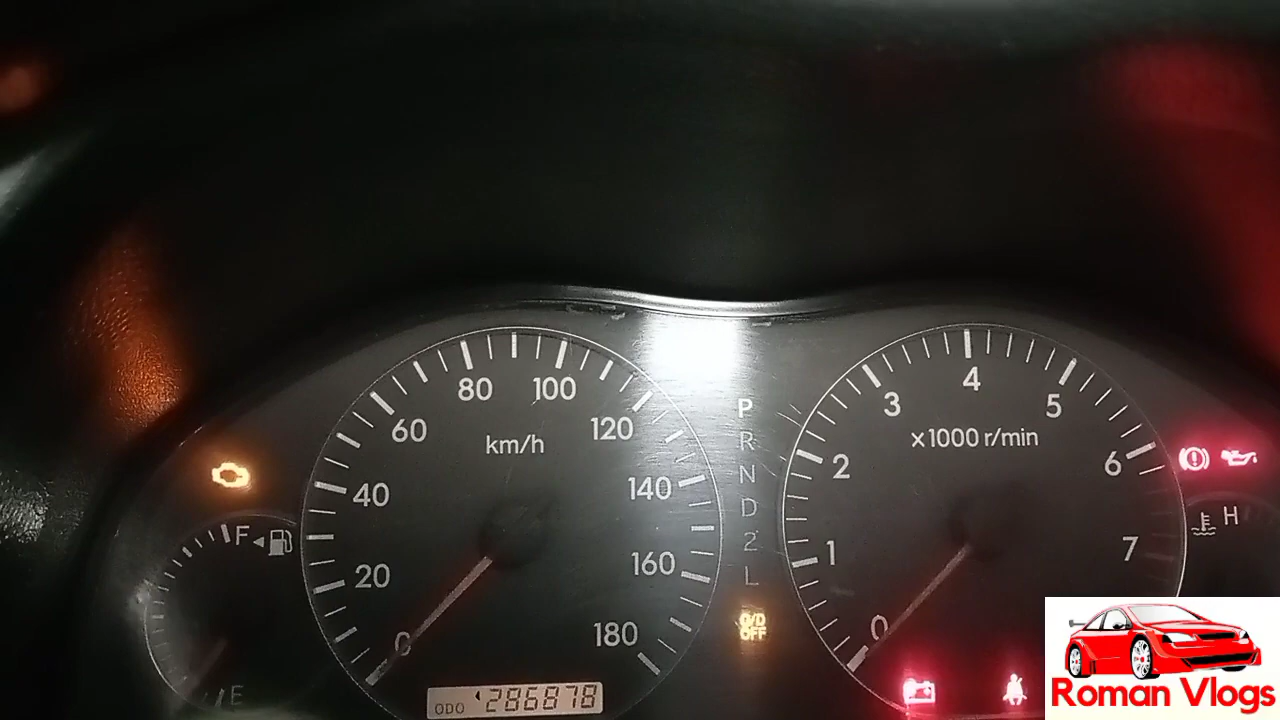 80 100
60 120
km/h
40 140
20 160
0 180
F
E
ODO 286878
P
R
N
D
2
L
O/D
OFF
4
3 5
x1000 r/min
2 6
1 7
0
H
Roman Vlogs